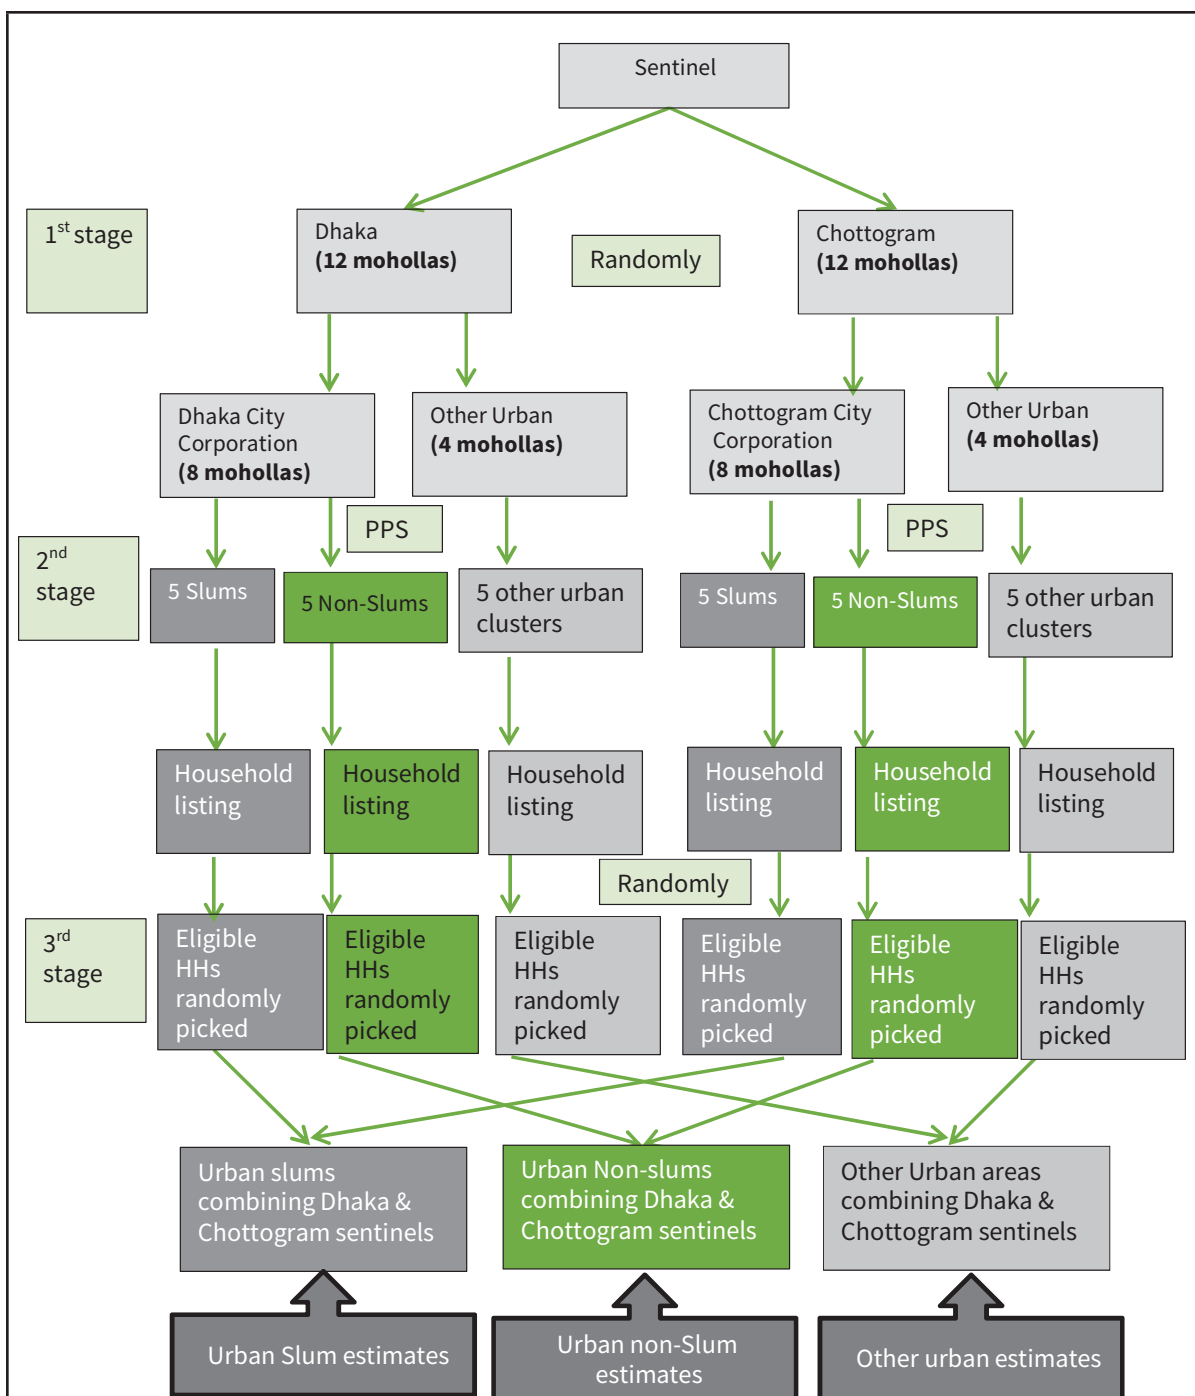 Sentinel
1st stage
Dhaka
(12 mohollas)
Randomly
Chottogram
(12 mohollas)
Dhaka City
Corporation
(8 mohollas)
Other Urban
(4 mohollas)
Chottogram City
Corporation
(8 mohollas)
Other Urban
(4 mohollas)
PPS
PPS
2nd
stage
5 Slums
5 Non-Slums
5 other urban
clusters
5 Slums
5 Non-Slums
5 other urban
clusters
Household
listing
Household
listing
Household
listing
Household
listing
Household
listing
Household
listing
Randomly
3rd
stage
Eligible
HHs
randomly
picked
Eligible
HHs
randomly
picked
Eligible
HHs
randomly
picked
Eligible
HHs
randomly
picked
Eligible
HHs
randomly
picked
Eligible
HHs
randomly
picked
Urban slums
combining Dhaka &
Chottogram sentinels
Urban Non-slums
combining Dhaka &
Chottogram sentinels
Other Urban areas
combining Dhaka &
Chottogram sentinels
Urban Slum estimates
Urban non-Slum
estimates
Other urban estimates